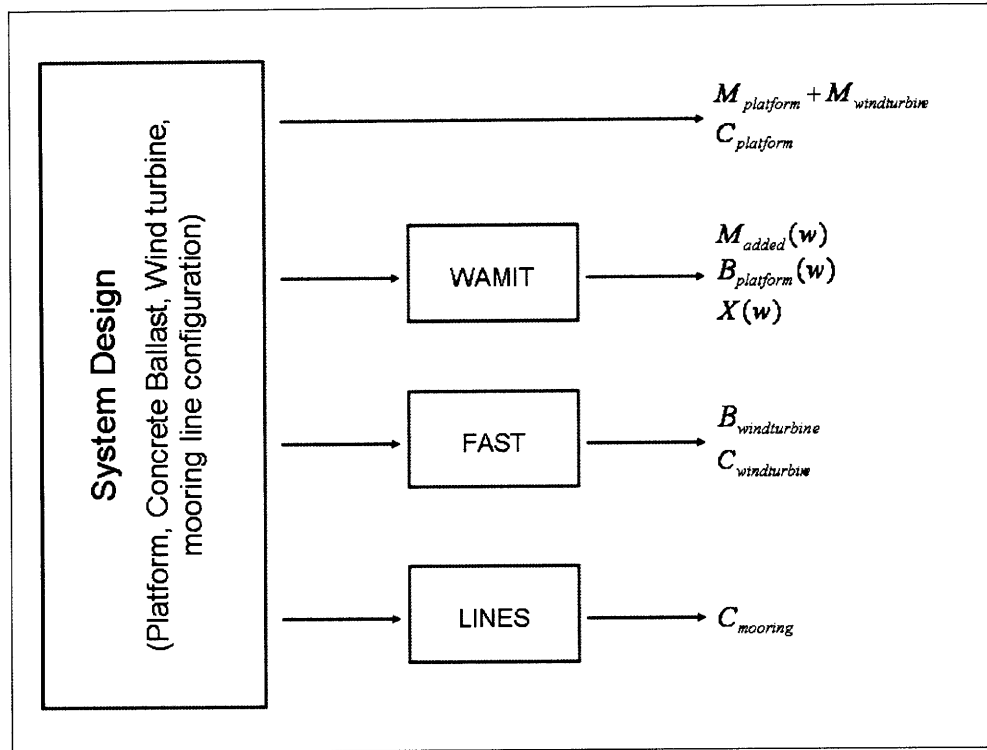 System Design
(Platform, Concrete Ballast, Wind turbine,
mooring line configuration)
M_platform + M_windturbine
C_platform
WAMIT
M_added(w)
B_platform(w)
X(w)
FAST
B_windturbine
C_windturbine
LINES
C_mooring